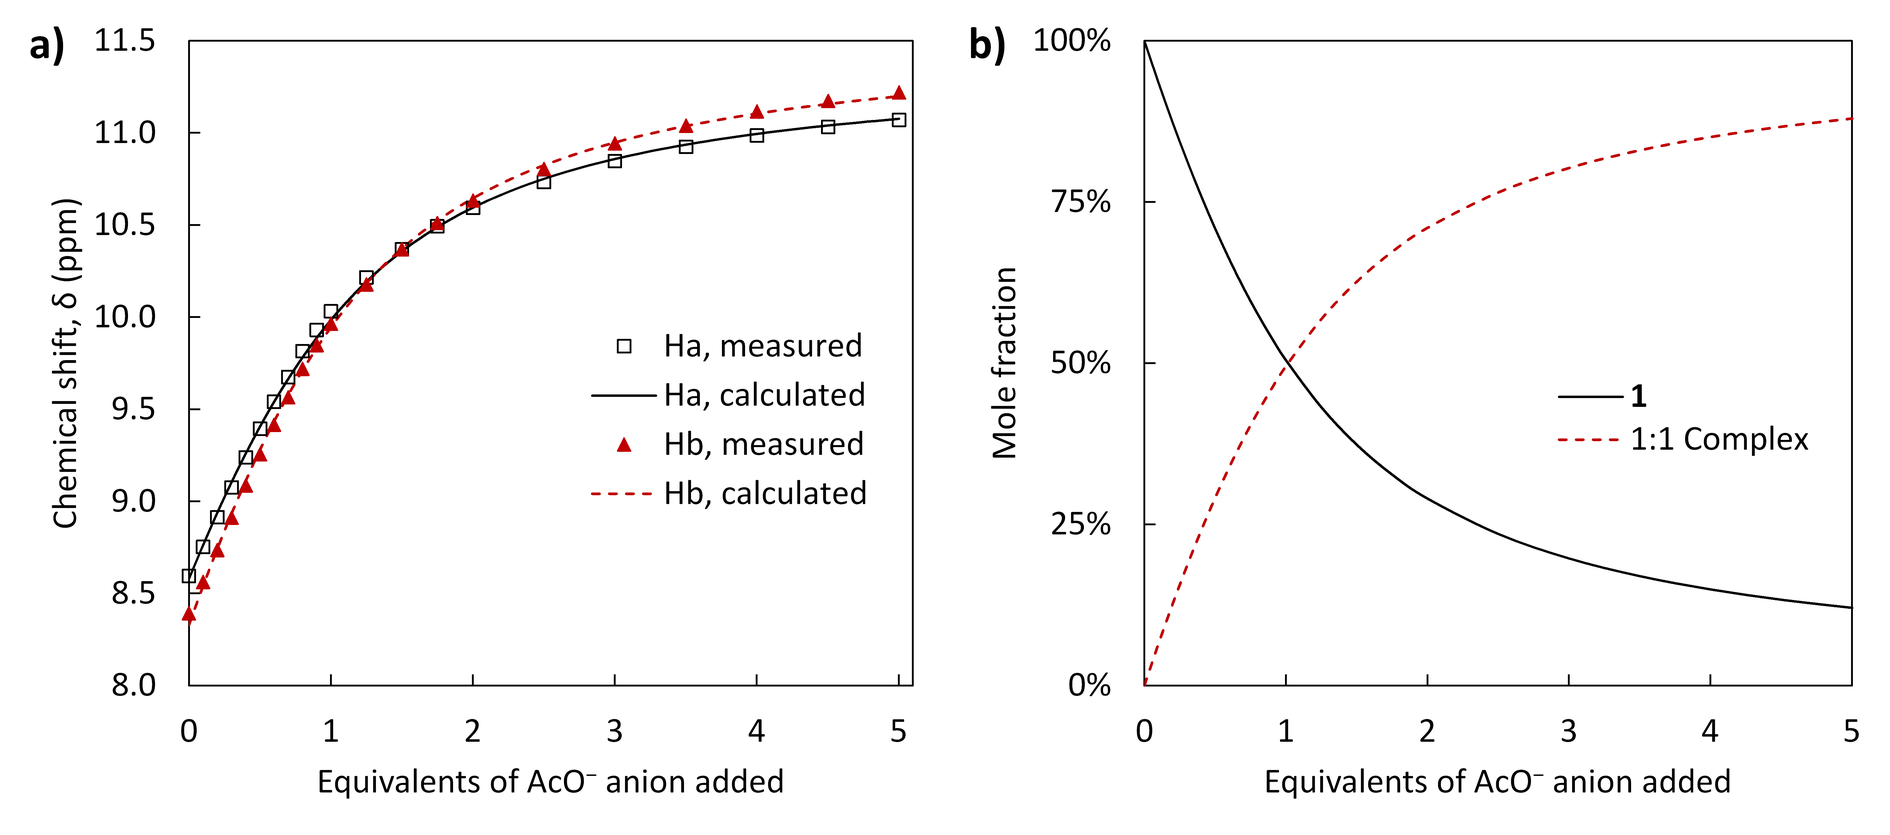 a)
Chemical shift, δ (ppm)
11.5
11.0
10.5
10.0
9.5
9.0
8.5
8.0
0 1 2 3 4 5
Equivalents of AcO⁻ anion added
Ha, measured
Ha, calculated
Hb, measured
Hb, calculated
b)
Mole fraction
100%
75%
50%
25%
0%
0 1 2 3 4 5
Equivalents of AcO⁻ anion added
1
1:1 Complex